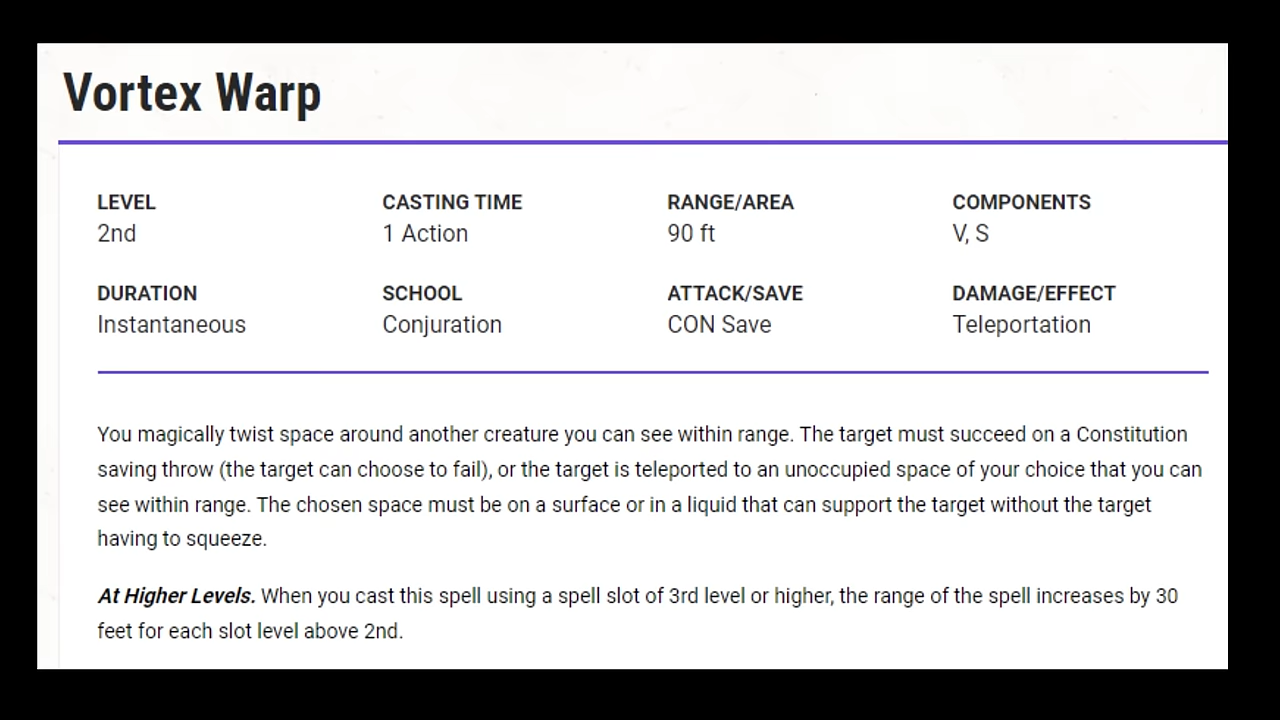 Vortex Warp
LEVEL
2nd
CASTING TIME
1 Action
RANGE/AREA
90 ft
COMPONENTS
V, S
DURATION
Instantaneous
SCHOOL
Conjuration
ATTACK/SAVE
CON Save
DAMAGE/EFFECT
Teleportation
You magically twist space around another creature you can see within range. The target must succeed on a Constitution
saving throw (the target can choose to fail), or the target is teleported to an unoccupied space of your choice that you can
see within range. The chosen space must be on a surface or in a liquid that can support the target without the target
having to squeeze.
At Higher Levels. When you cast this spell using a spell slot of 3rd level or higher, the range of the spell increases by 30
feet for each slot level above 2nd.